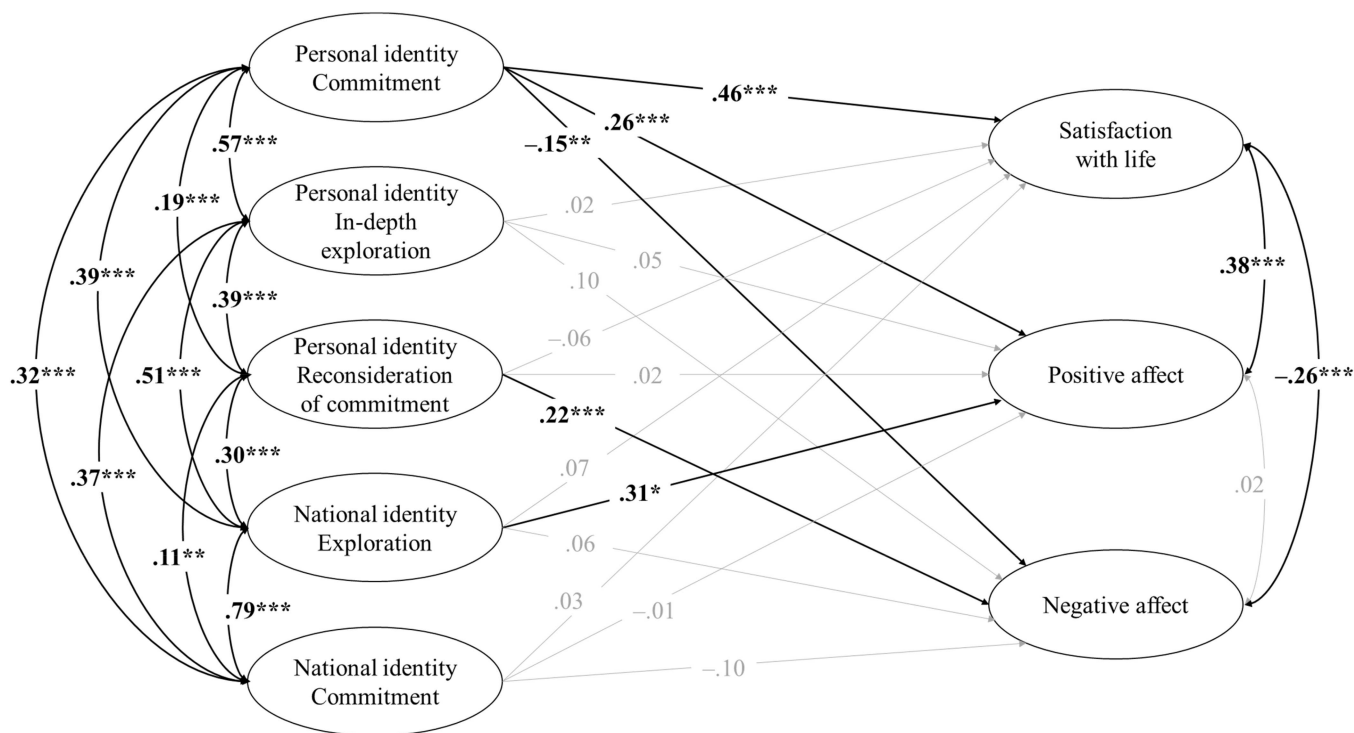 Personal identity
Commitment
.46***
.26***
–.15**
Satisfaction
with life
.57***
.19***
Personal identity
In-depth
exploration
.02
.05
.10
.38***
.39***
.39***
–.06
Personal identity
Reconsideration
of commitment
.32***
.51***
.02
Positive affect
–.26***
.22***
.30***
.37***
.07
.31*
.02
National identity
Exploration
.11**
.06
.03
–.01
Negative affect
.79***
National identity
Commitment
–.10